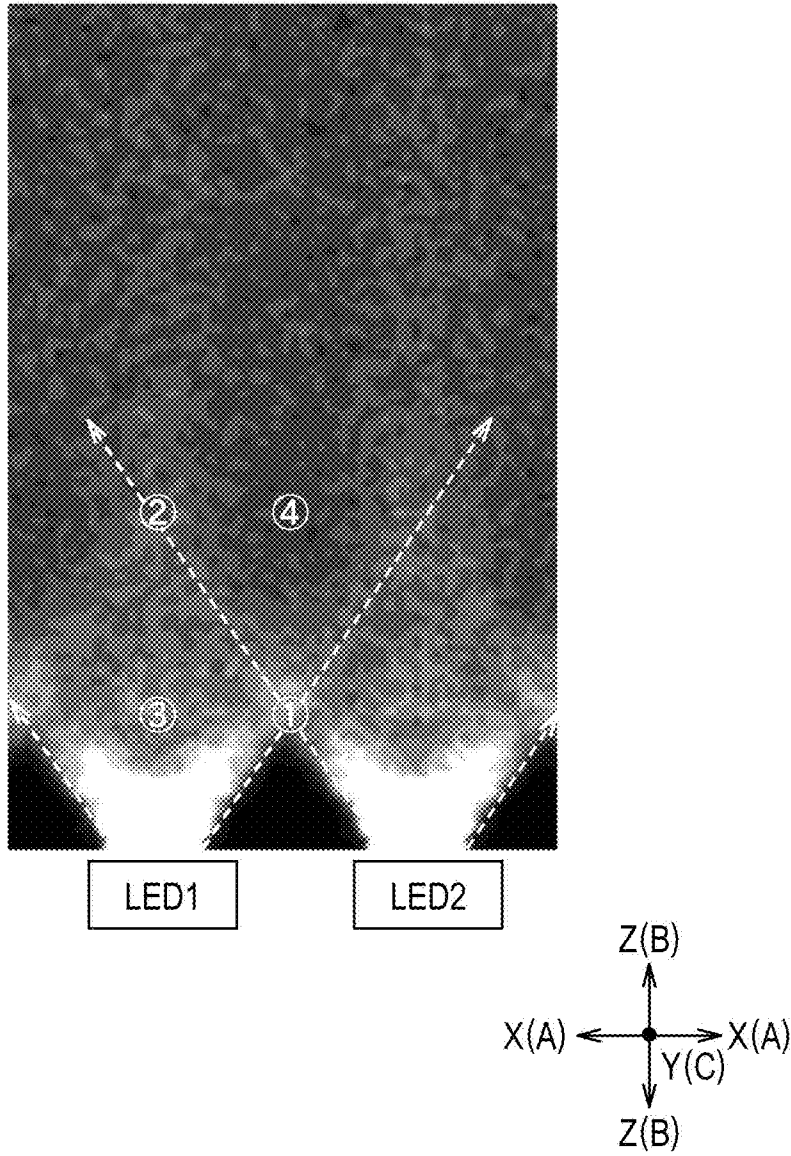 ② ④
③ ①
LED1 LED2
Z(B)
X(A) X(A)
Y(C)
Z(B)